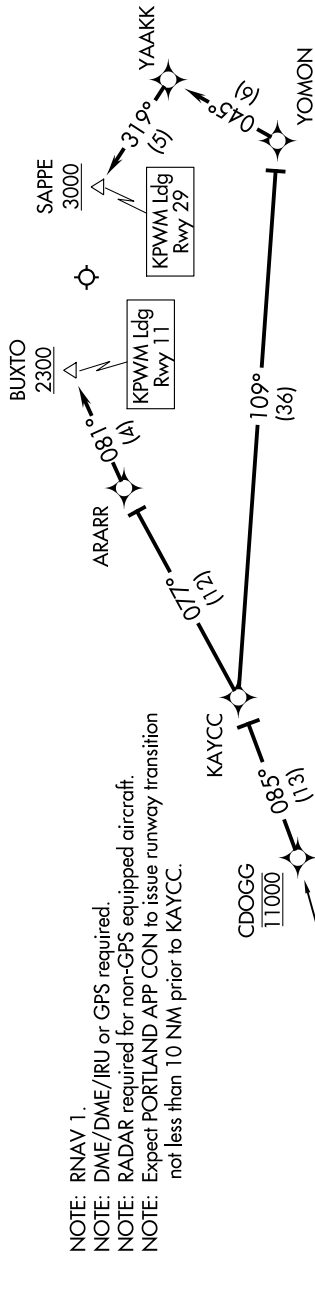 NOTE: RNAV 1.
NOTE: DME/DME/IRU or GPS required.
NOTE: RADAR required for non-GPS equipped aircraft.
NOTE: Expect PORTLAND APP CON to issue runway transition
not less than 10 NM prior to KAYCC.
CDOGG
11000
085°
(13)
KAYCC
077°
(12)
ARARR
081°
(4)
BUXTO
2300
KPWM Ldg
Rwy 11
109°
(36)
YOMON
045°
(6)
YAAKK
319°
(5)
SAPPE
3000
KPWM Ldg
Rwy 29